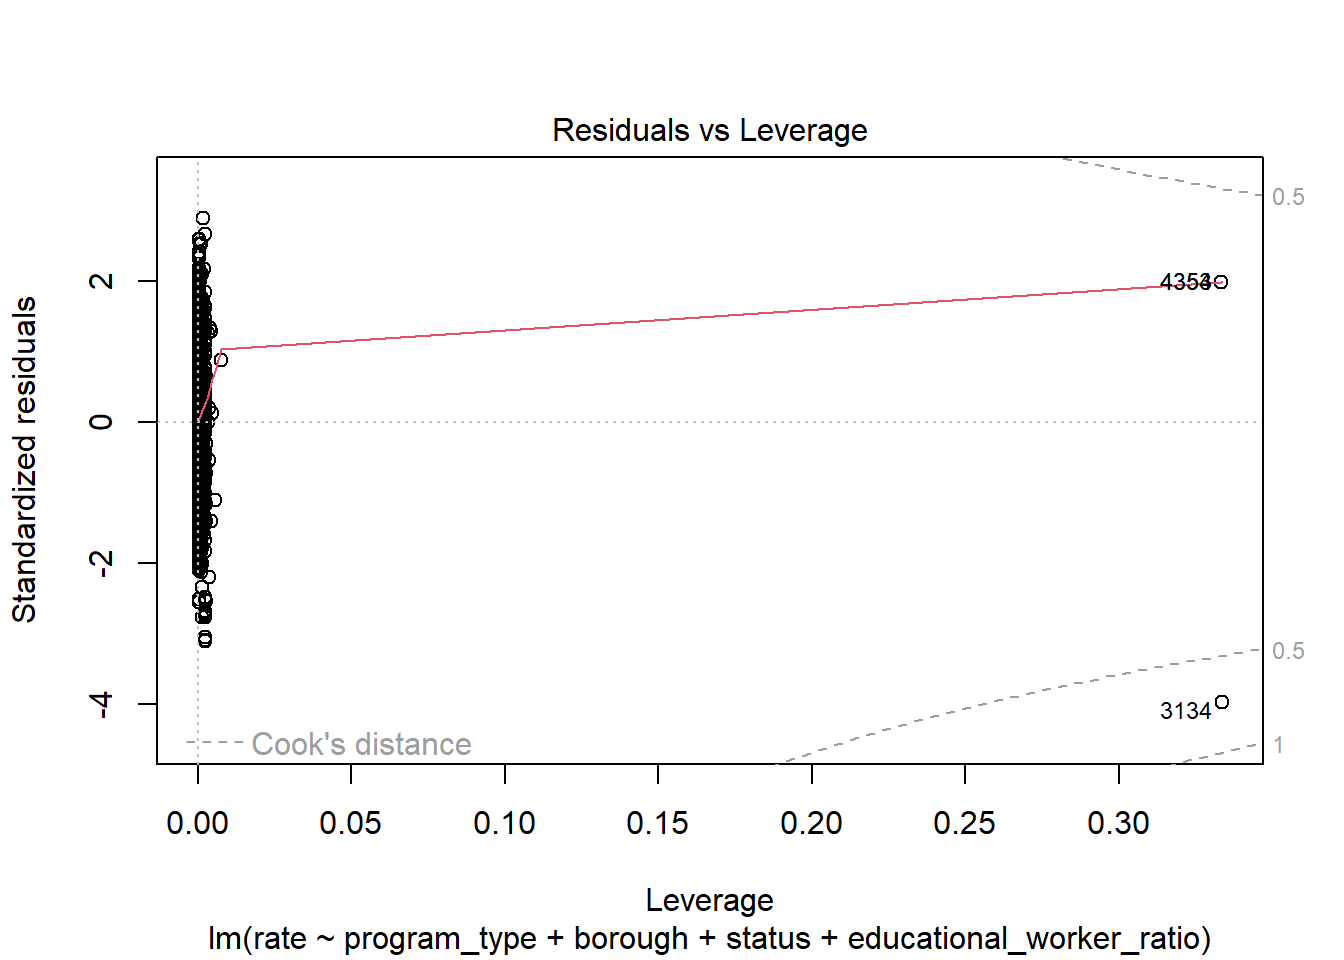 Residuals vs Leverage
Standardized residuals
2
0
-2
-4
0.5
0.5
1
3134
Cook's distance
0.00 0.05 0.10 0.15 0.20 0.25 0.30
Leverage
lm(rate ~ program_type + borough + status + educational_worker_ratio)